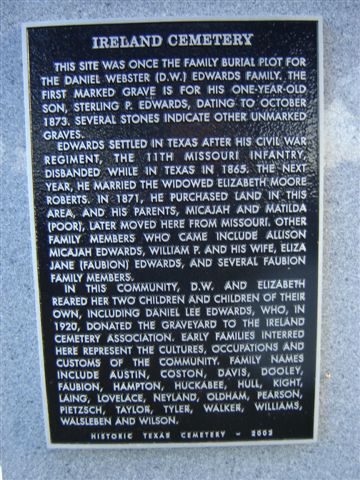 IRELAND CEMETERY
THIS SITE WAS ONCE THE FAMILY BURIAL PLOT FOR
THE DANIEL WEBSTER (D.W.) EDWARDS FAMILY. THE
FIRST MARKED GRAVE IS FOR HIS ONE-YEAR-OLD
SON, STERLING P. EDWARDS, DATING TO OCTOBER
1873. SEVERAL STONES INDICATE OTHER UNMARKED
GRAVES.
EDWARDS SETTLED IN TEXAS AFTER HIS CIVIL WAR
REGIMENT, THE 11TH MISSOURI INFANTRY,
DISBANDED WHILE IN TEXAS IN 1865. THE NEXT
YEAR, HE MARRIED THE WIDOWED ELIZABETH MOORE
ROBERTS. IN 1871, HE PURCHASED LAND IN THIS
AREA, AND HIS PARENTS, MICAJAH AND MATILDA
(POOR), LATER MOVED HERE FROM MISSOURI. OTHER
FAMILY MEMBERS WHO CAME INCLUDE ALLISON
MICAJAH EDWARDS, WILLIAM P. AND HIS WIFE, ELIZA
JANE (FAUBION) EDWARDS, AND SEVERAL FAUBION
FAMILY MEMBERS.
IN THIS COMMUNITY, D.W. AND ELIZABETH
REARED HER TWO CHILDREN AND CHILDREN OF THEIR
OWN, INCLUDING DANIEL LEE EDWARDS, WHO, IN
1920, DONATED THE GRAVEYARD TO THE IRELAND
CEMETERY ASSOCIATION. EARLY FAMILIES INTERRED
HERE REPRESENT THE CULTURES, OCCUPATIONS AND
CUSTOMS OF THE COMMUNITY. FAMILY NAMES
INCLUDE AUSTIN, COSTON, DAVIS, DOOLEY,
FAUBION, HAMPTON, HUCKABEE, HULL, KIGHT,
LAING, LOVELACE, NEYLAND, OLDHAM, PEARSON,
PIETZSCH, TAYLOR, TYLER, WALKER, WILLIAMS,
WALSLEBEN AND WILSON.
HISTORIC TEXAS CEMETERY – 2002